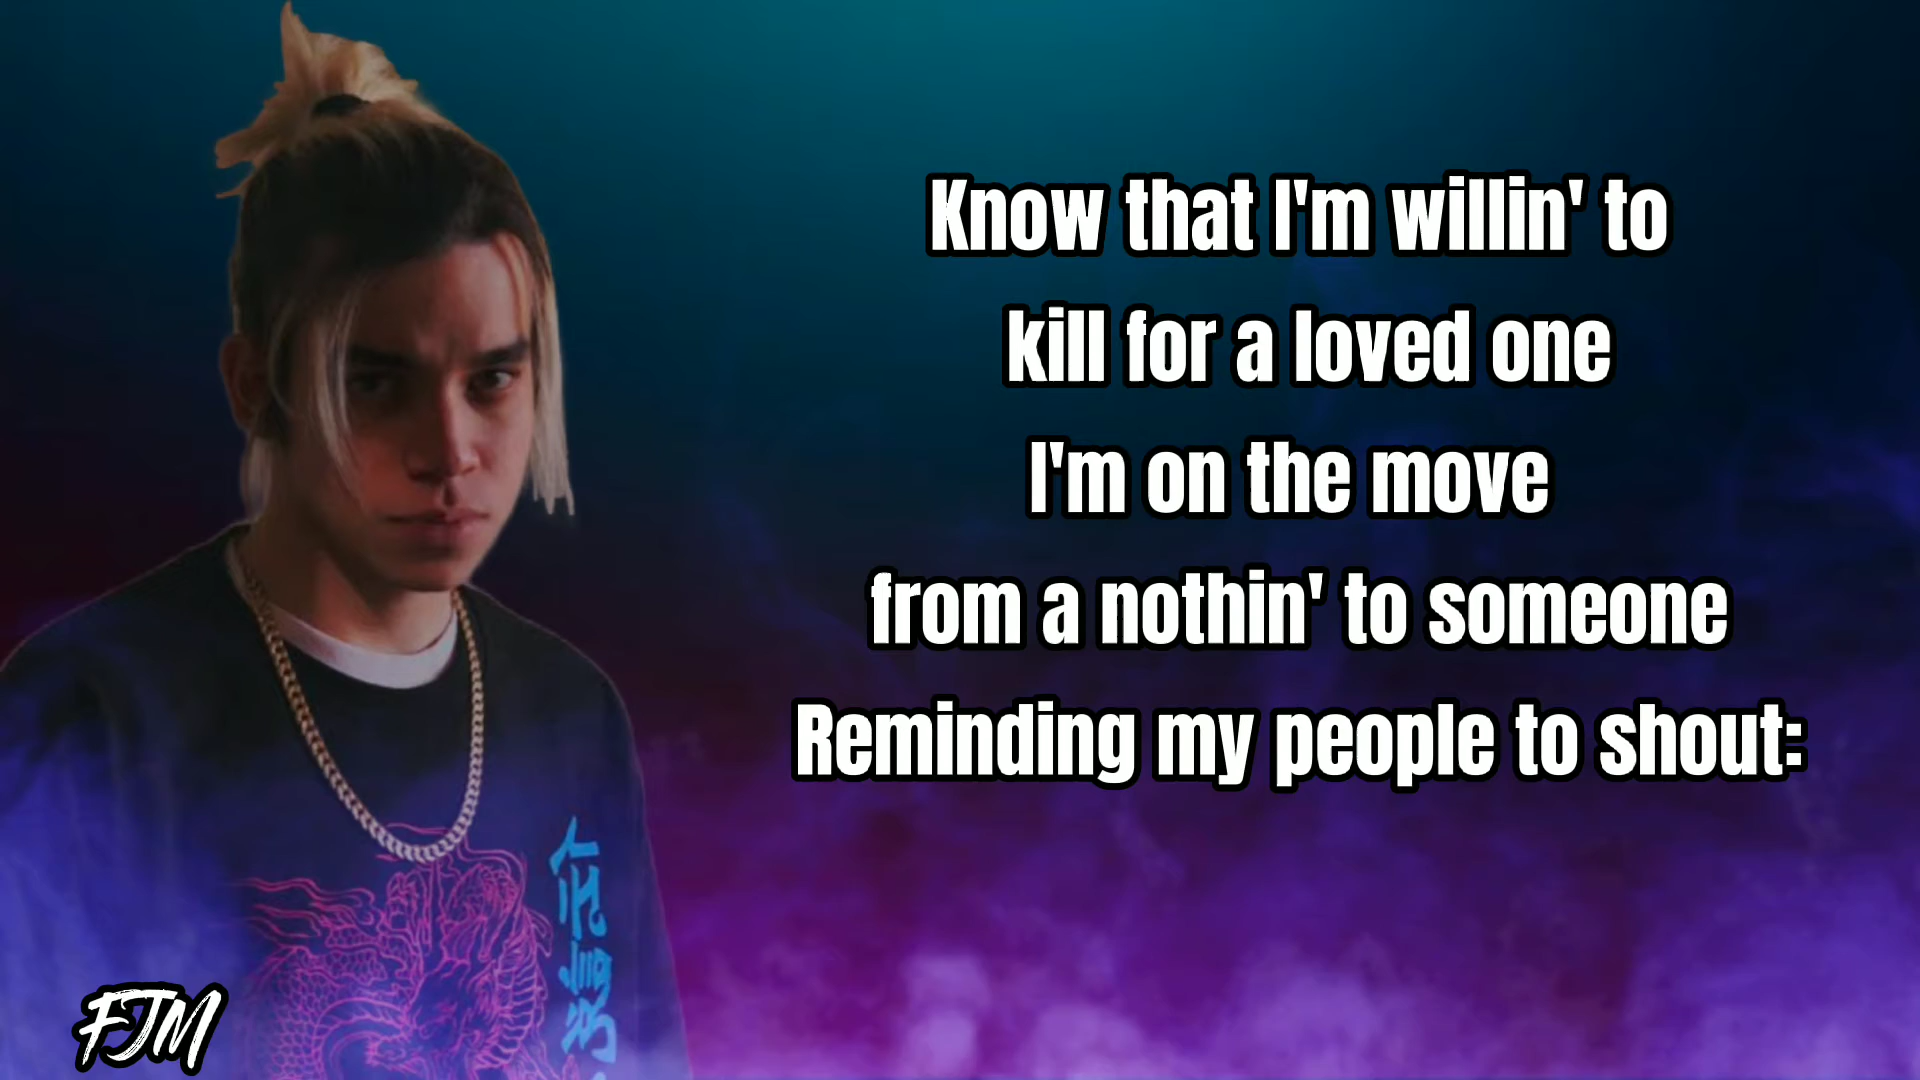 Know that I'm willin' to
kill for a loved one
I'm on the move
from a nothin' to someone
Reminding my people to shout:
FJM